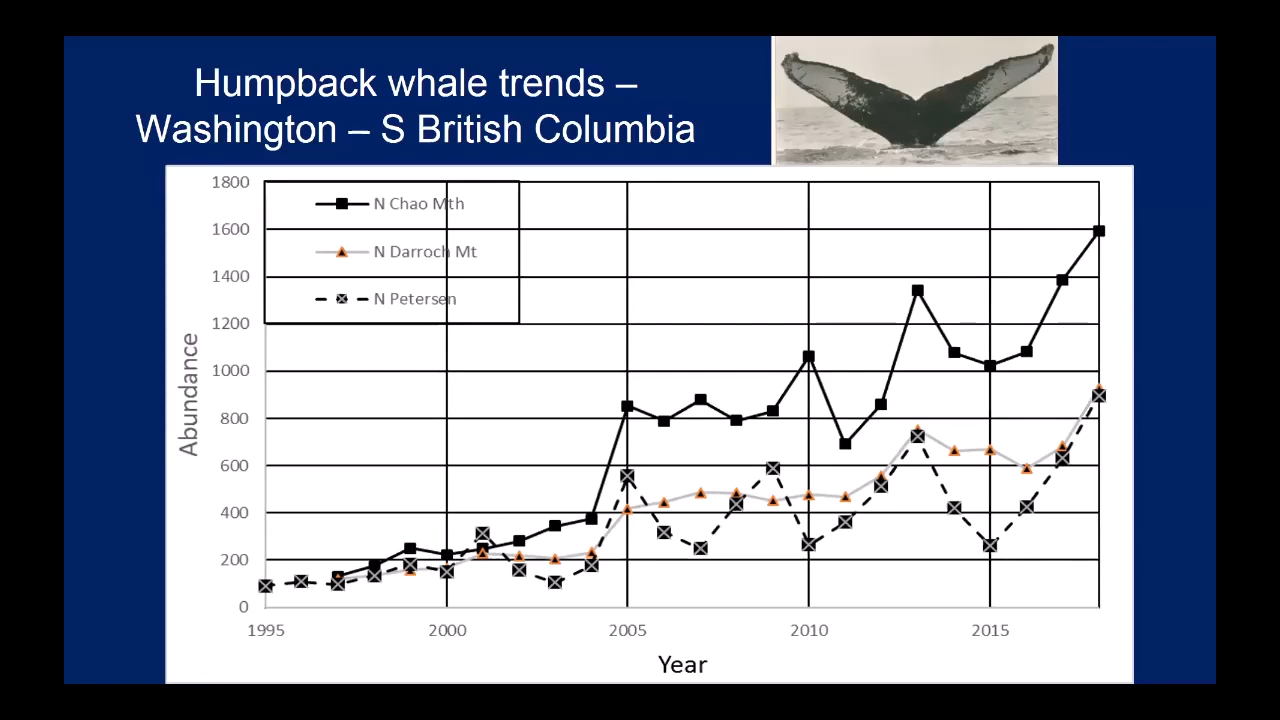 Humpback whale trends –
Washington – S British Columbia
1800
1600
1400
1200
1000
800
600
400
200
0
Abundance
N Chao Mth
N Darroch Mt
N Petersen
1995 2000 2005 2010 2015
Year